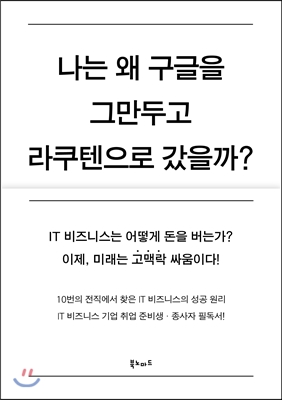 나는 왜 구글을
그만두고
라쿠텐으로 갔을까?
IT 비즈니스는 어떻게 돈을 버는가?
이제, 미래는 고맥락 싸움이다!
10번의 전직에서 찾은 IT 비즈니스의 성공 원리
IT 비즈니스 기업 취업 준비생 · 종사자 필독서!
북노마드